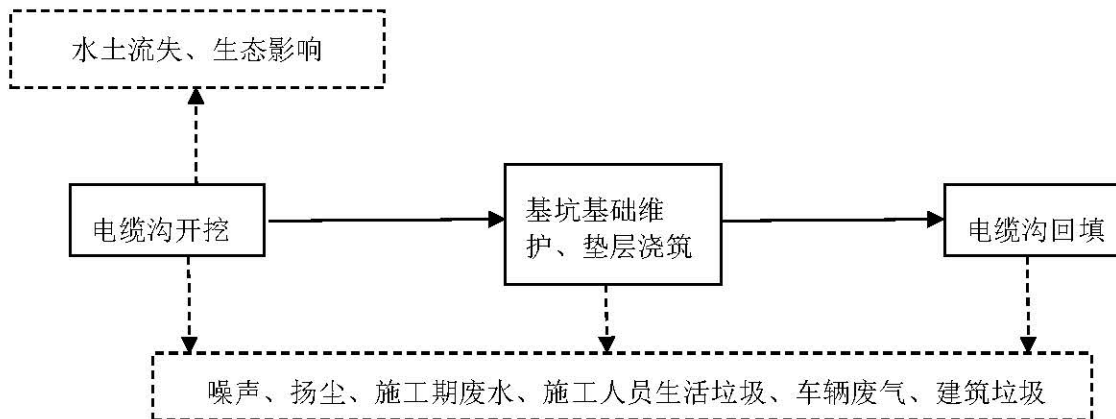 水土流失、生态影响
电缆沟开挖
基坑基础维
护、垫层浇筑
电缆沟回填
噪声、扬尘、施工期废水、施工人员生活垃圾、车辆废气、建筑垃圾